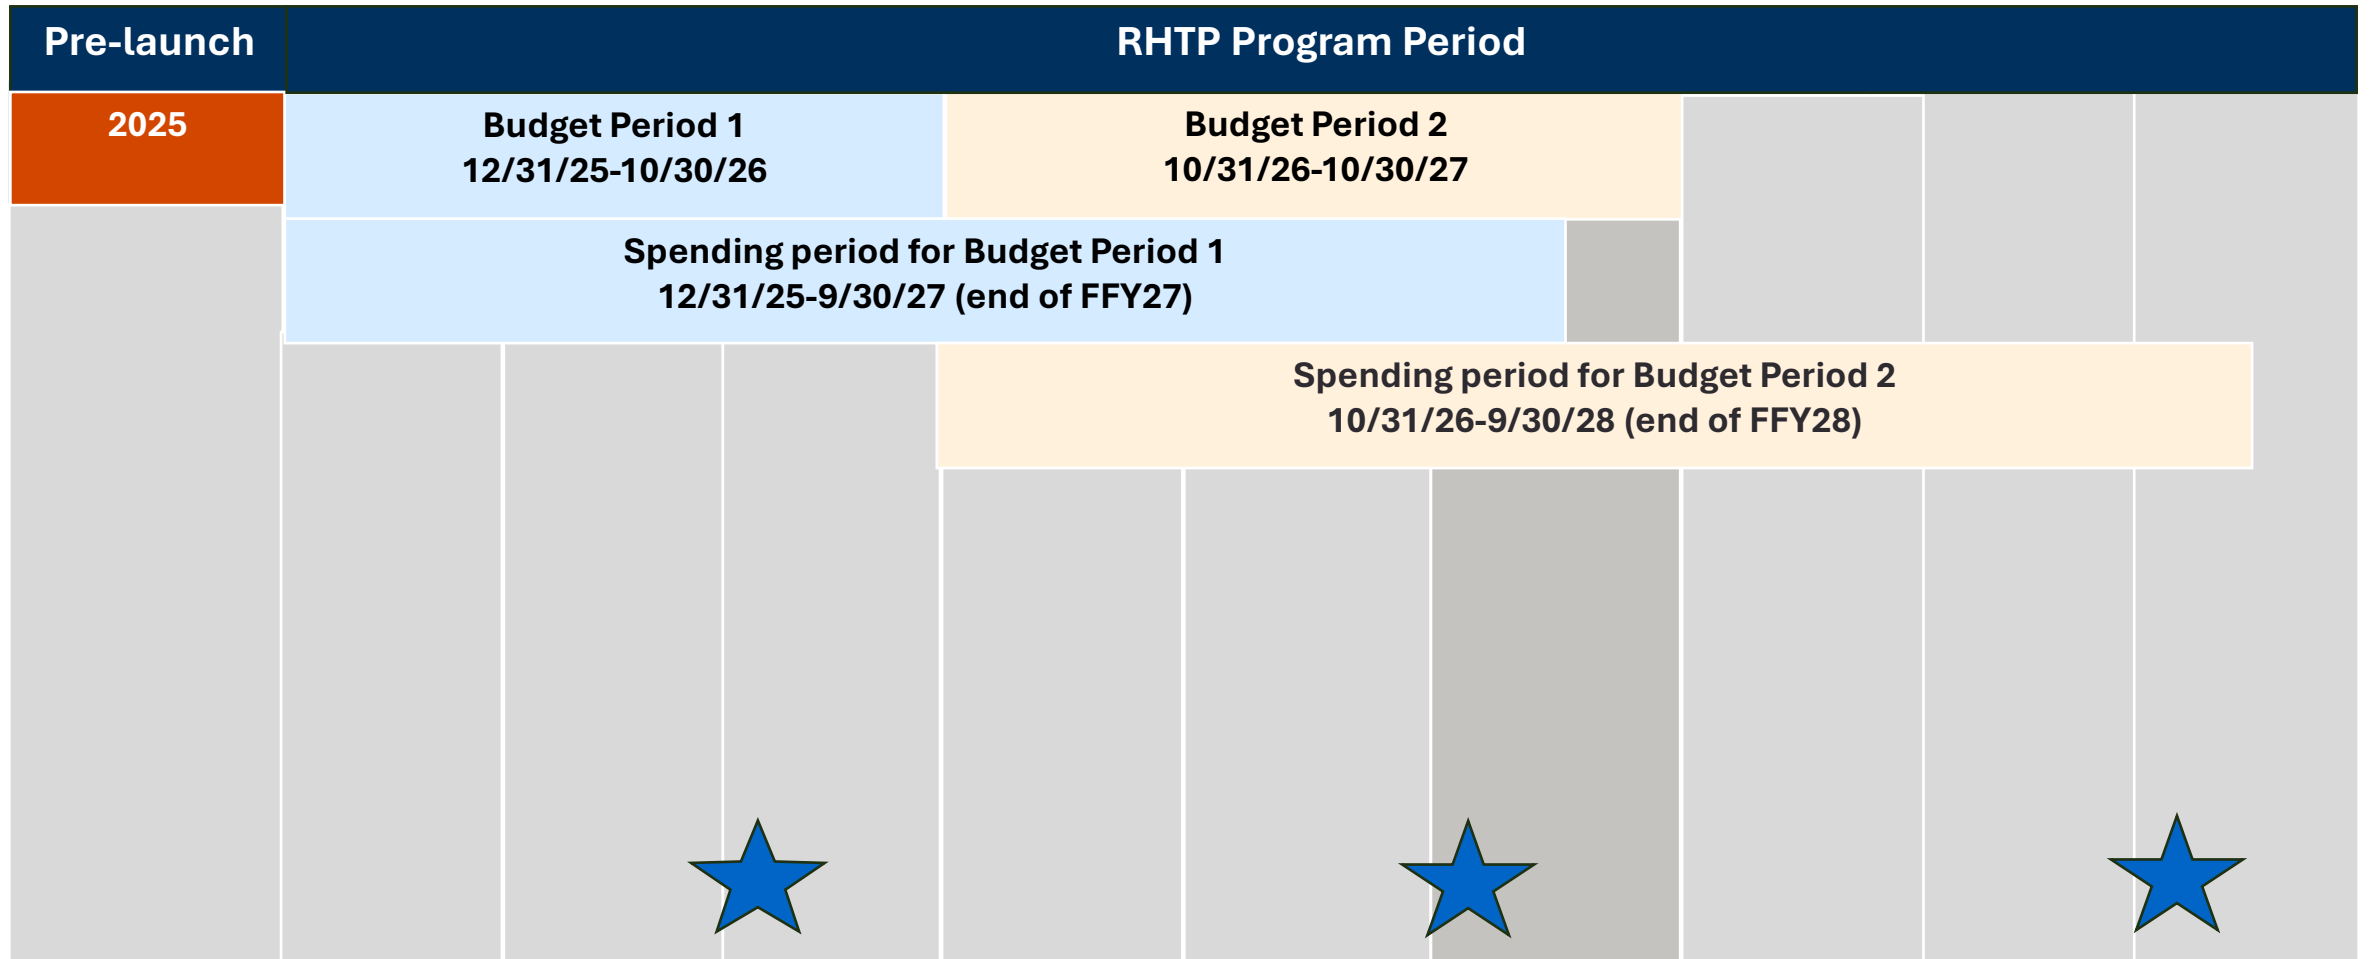 Pre-launch
RHTP Program Period
2025
Budget Period 1
12/31/25-10/30/26
Budget Period 2
10/31/26-10/30/27
Spending period for Budget Period 1
12/31/25-9/30/27 (end of FFY27)
Spending period for Budget Period 2
10/31/26-9/30/28 (end of FFY28)